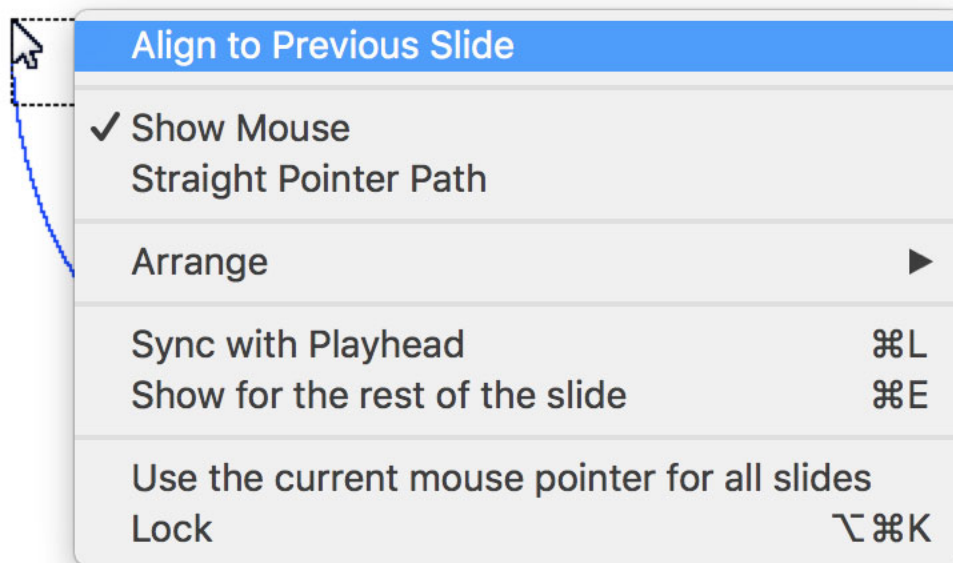 Align to Previous Slide
✓ Show Mouse
Straight Pointer Path
Arrange ▶
Sync with Playhead ⌘L
Show for the rest of the slide ⌘E
Use the current mouse pointer for all slides
Lock ⌥⌘K